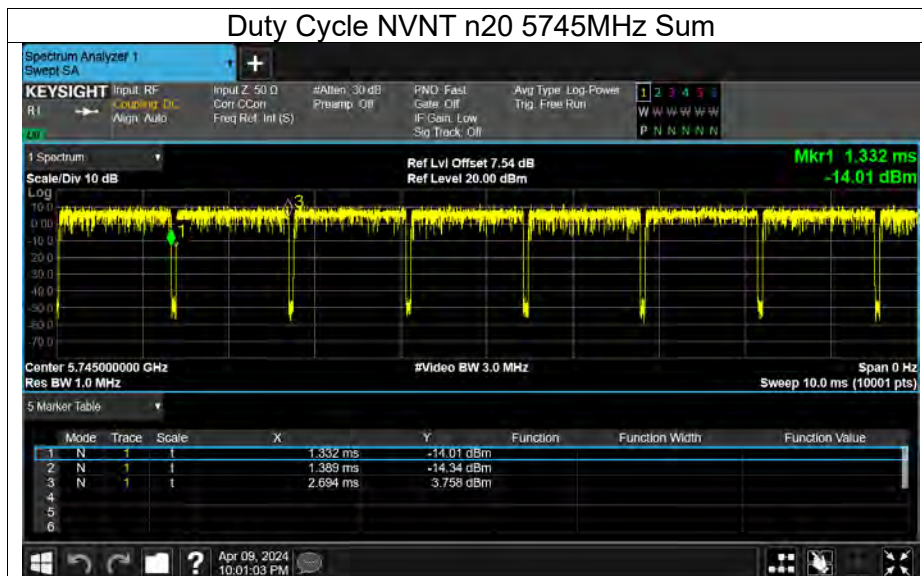 Duty Cycle NVNT n20 5745MHz Sum
Spectrum Analyzer 1
Swept SA
+
KEYSIGHT Input: RF Input Z: 50 Ω #Atten: 30 dB PNO: Fast Avg Type: Log-Power 1 2 3 4 5 6
Coupling: DC Corr CCorr Preamp: Off Gate: Off Trig: Free Run W W W W W W
Align: Auto Freq Ref: Int (S) IF Gain: Low P N N N N N
Sig Track: Off
1 Spectrum
Ref Lvl Offset 7.54 dB Mkr1 1.332 ms
Scale/Div 10 dB Ref Level 20.00 dBm -14.01 dBm
Log
10.0
0.00
-10.0
-20.0
-30.0
-40.0
-50.0
-60.0
-70.0
1
3
Center 5.745000000 GHz #Video BW 3.0 MHz Span 0 Hz
Res BW 1.0 MHz Sweep 10.0 ms (10001 pts)
5 Marker Table
Mode Trace Scale X Y Function Function Width Function Value
1 N 1 t 1.332 ms -14.01 dBm
2 N 1 t 1.389 ms -14.34 dBm
3 N 1 t 2.694 ms 3.758 dBm
4
5
6
? Apr 09, 2024
10:01:03 PM